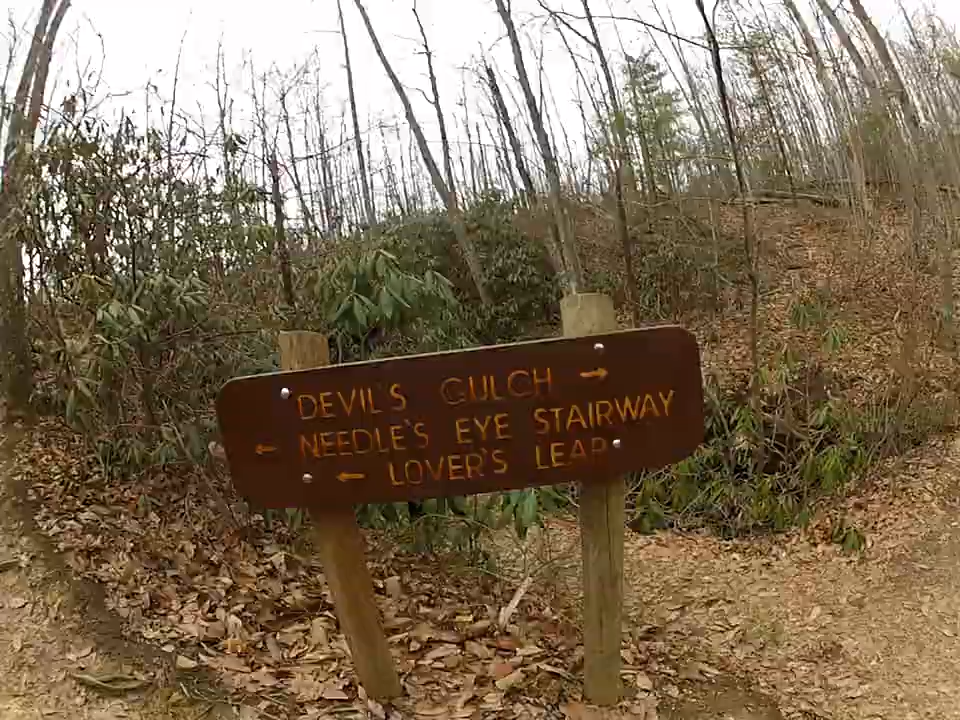 DEVIL'S GULCH →
← NEEDLE'S EYE STAIRWAY
← LOVER'S LEAP